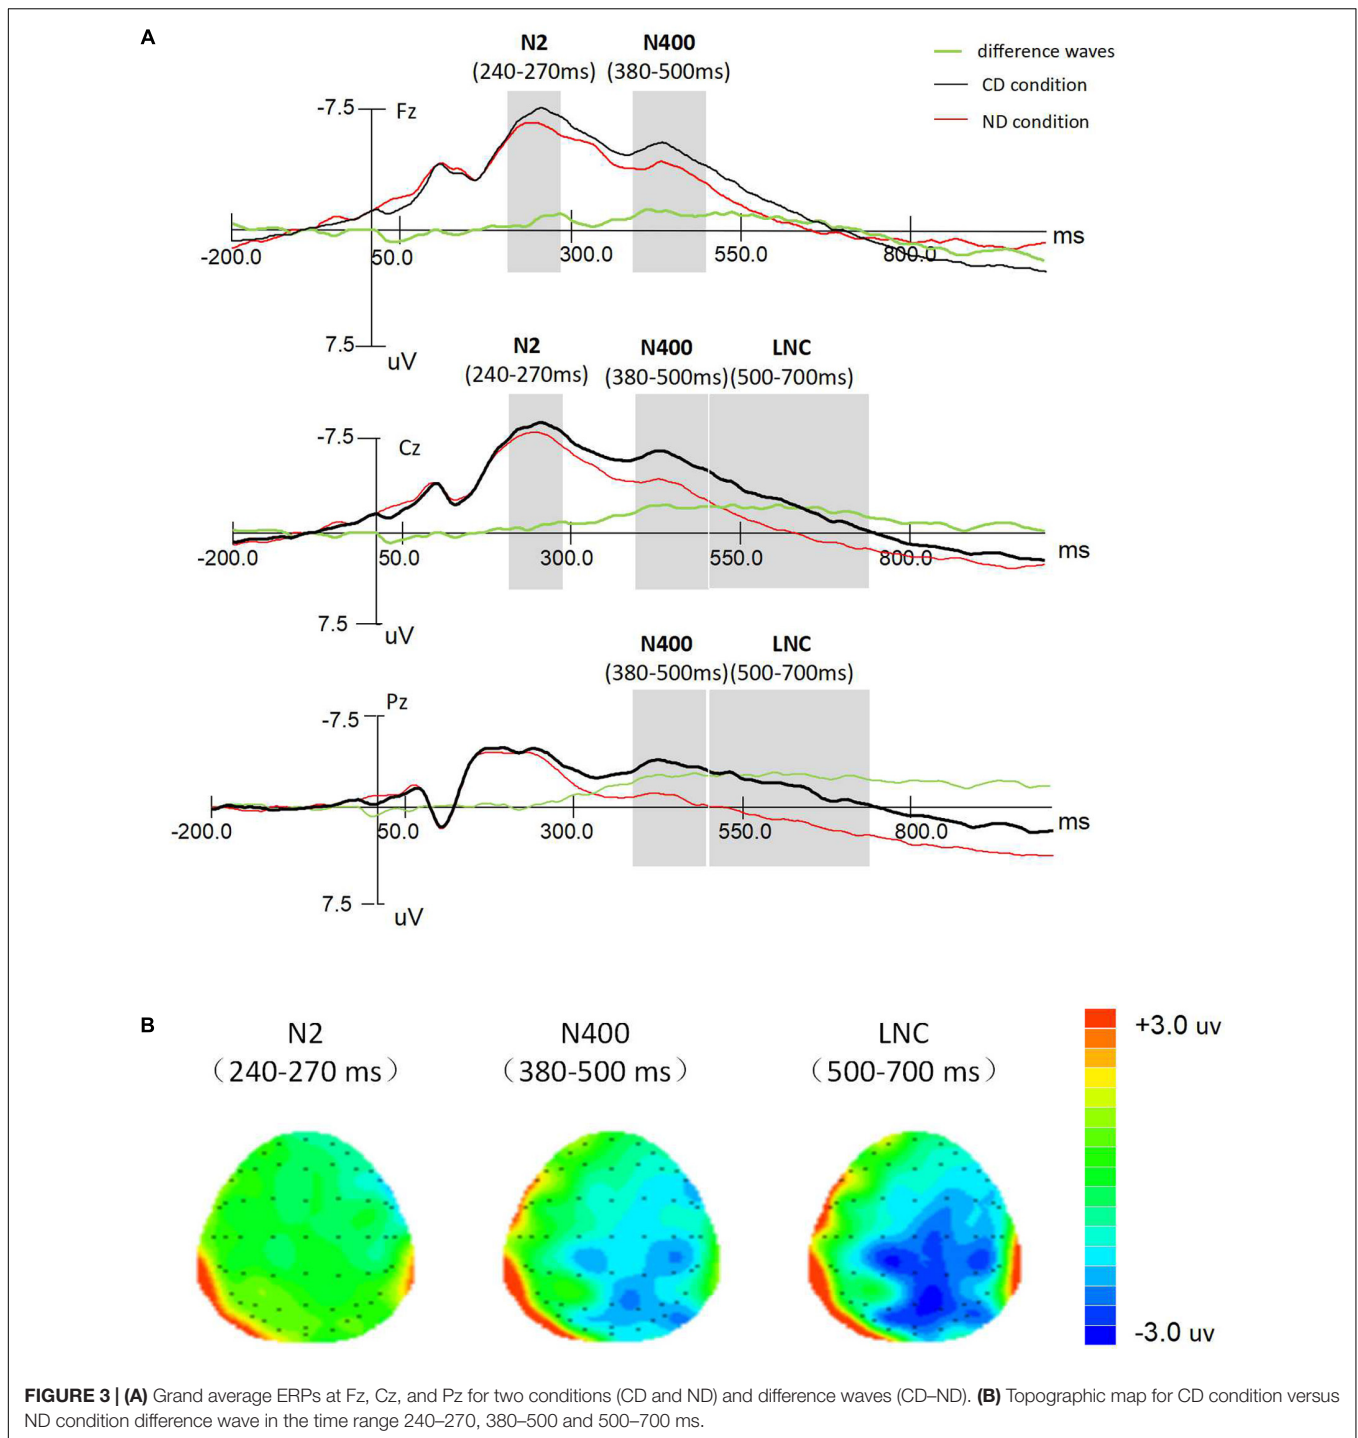 A
N2 N400
(240-270ms) (380-500ms)
difference waves
CD condition
ND condition
-7.5 Fz
ms
-200.0 50.0 300.0 550.0 800.0
7.5 uV
N2 N400 LNC
(240-270ms) (380-500ms)(500-700ms)
-7.5 Cz
ms
-200.0 50.0 300.0 550.0 800.0
7.5 uV
N400 LNC
(380-500ms)(500-700ms)
-7.5 Pz
ms
-200.0 50.0 300.0 550.0 800.0
7.5 uV
B
N2 N400 LNC
（240-270 ms） （380-500 ms） （500-700 ms）
+3.0 uv
-3.0 uv
FIGURE 3 | (A) Grand average ERPs at Fz, Cz, and Pz for two conditions (CD and ND) and difference waves (CD–ND). (B) Topographic map for CD condition versus
ND condition difference wave in the time range 240–270, 380–500 and 500–700 ms.